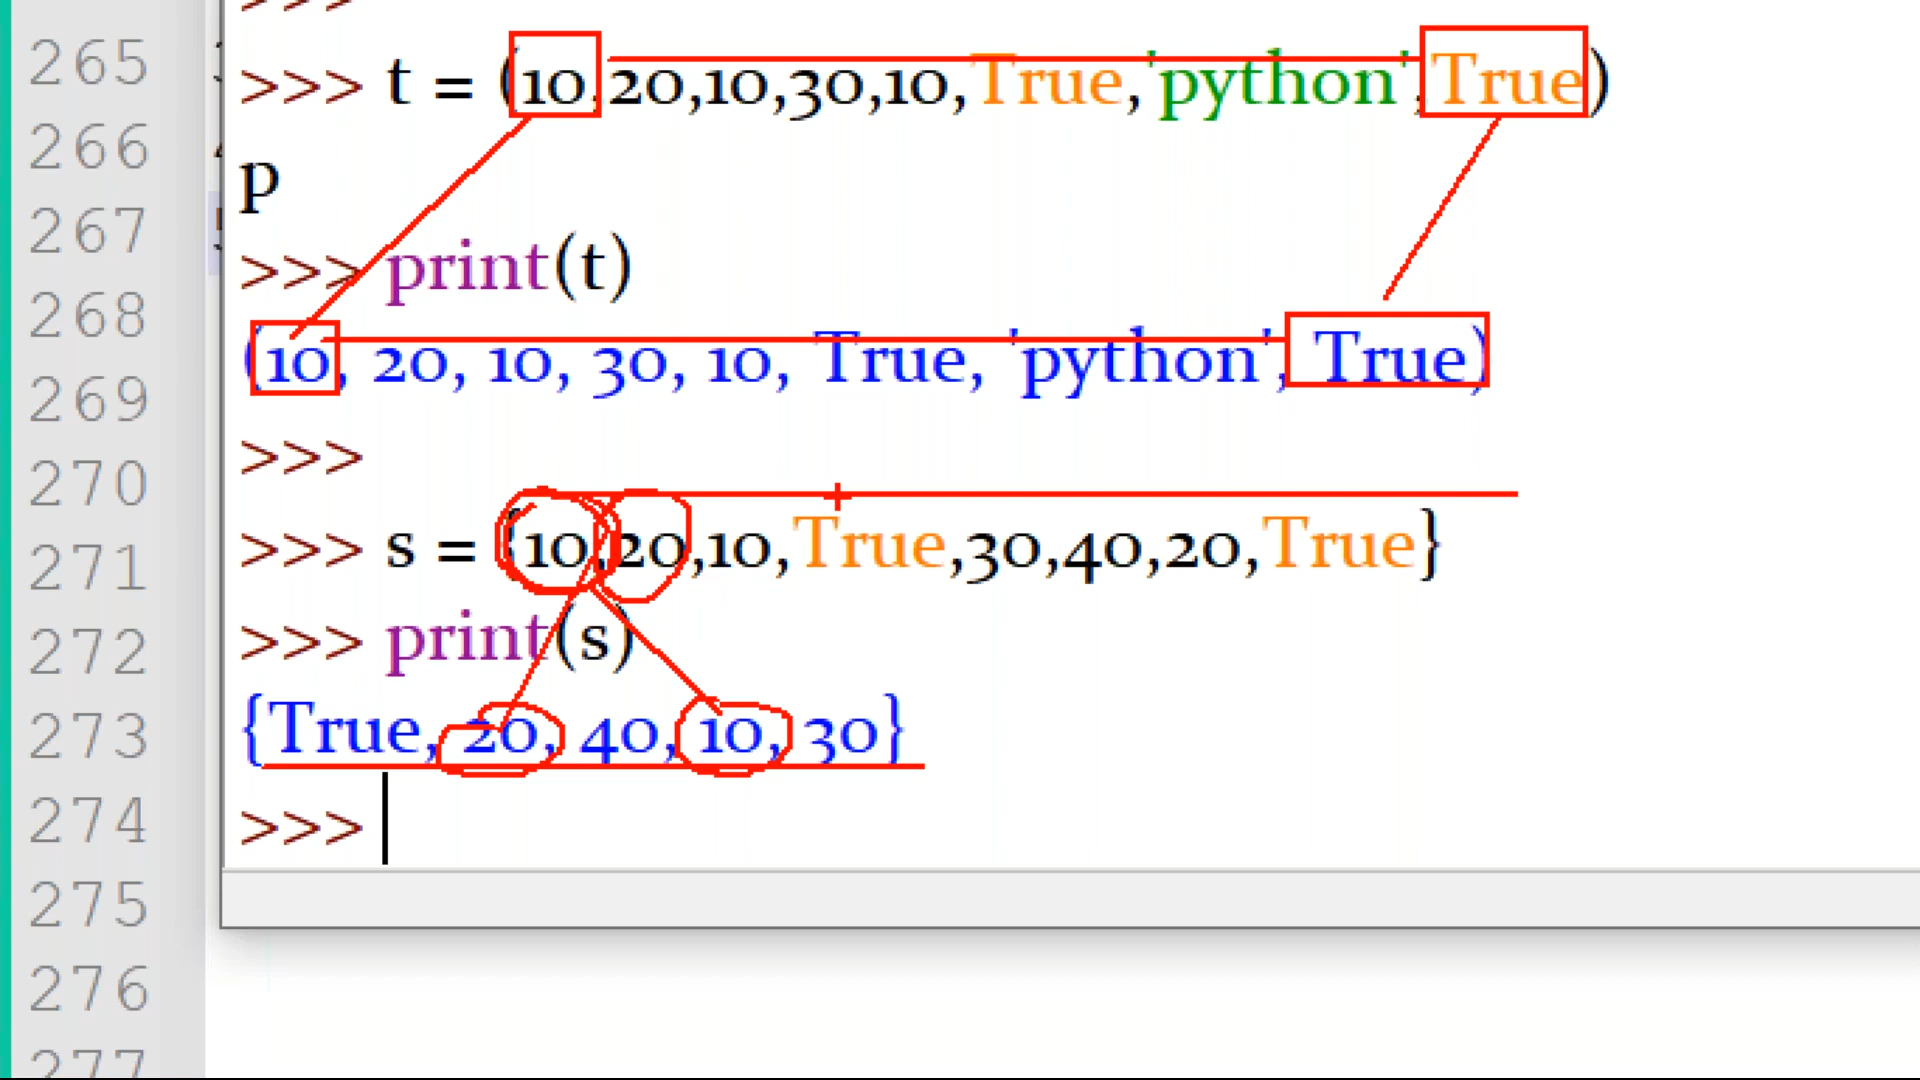 265
>>> t = (10,20,10,30,10,True,'python',True)
266
p
267
>>> print(t)
268
(10, 20, 10, 30, 10, True, 'python', True)
269
270
>>>
271
>>> s = {10,20,10,True,30,40,20,True}
272
>>> print(s)
273
{True, 20, 40, 10, 30}
274
>>>
275
276
277